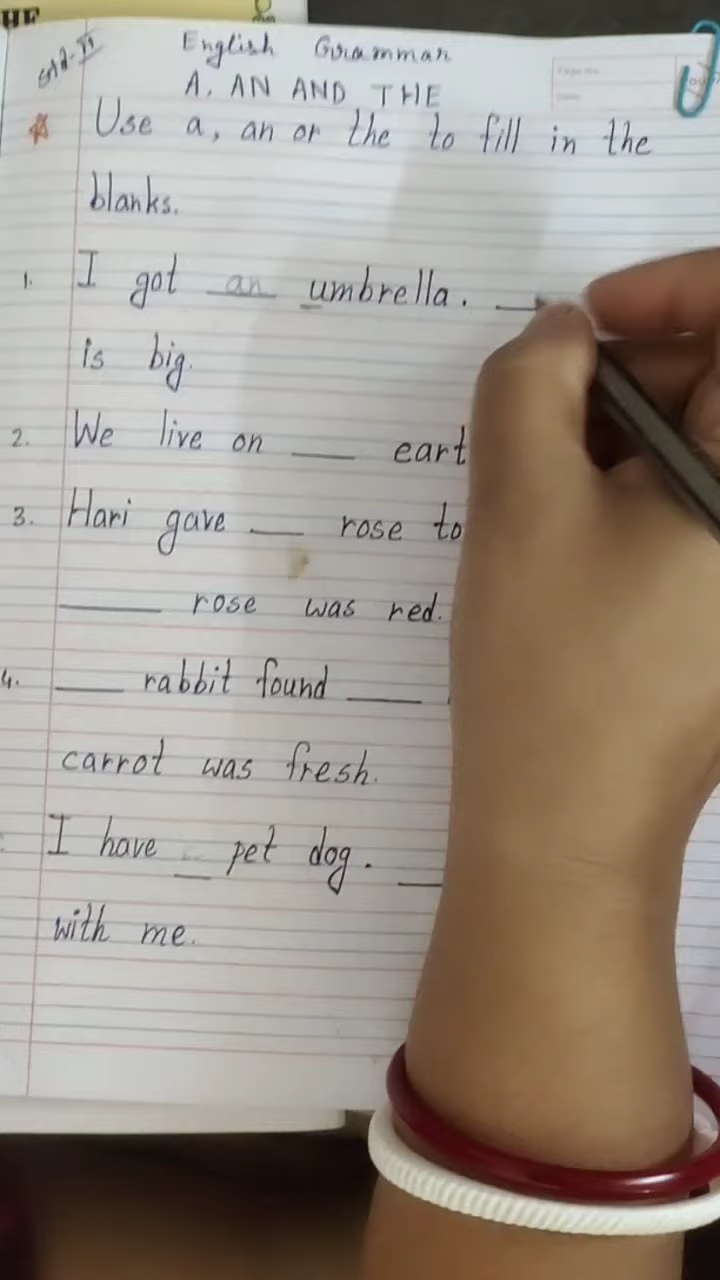 HE
Std-II
English Grammar
A, AN AND THE
Use a, an or the to fill in the
blanks.
1. I got an umbrella. ___
is big.
2. We live on ___ eart
3. Hari gave ___ rose to
___ rose was red.
4. ___ rabbit found ___
carrot was fresh.
I have _ pet dog. ___
with me.